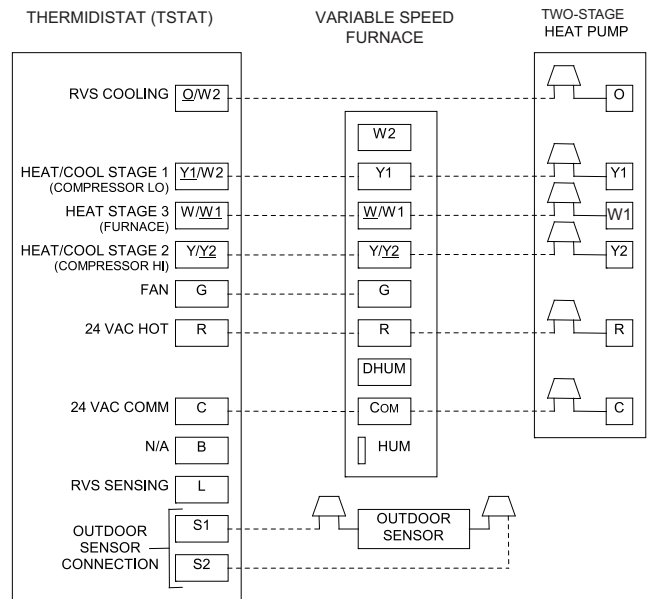 THERMIDISTAT (TSTAT)
VARIABLE SPEED
FURNACE
TWO-STAGE
HEAT PUMP
RVS COOLING O/W2
O
W2
HEAT/COOL STAGE 1
(COMPRESSOR LO)
Y1/W2
Y1
Y1
HEAT STAGE 3
(FURNACE)
W/W1
W/W1
W1
HEAT/COOL STAGE 2
(COMPRESSOR HI)
Y/Y2
Y/Y2
Y2
FAN G
G
24 VAC HOT R
R
R
DHUM
24 VAC COMM C
COM
C
N/A B
HUM
RVS SENSING L
OUTDOOR
SENSOR
CONNECTION
S1
S2
OUTDOOR
SENSOR